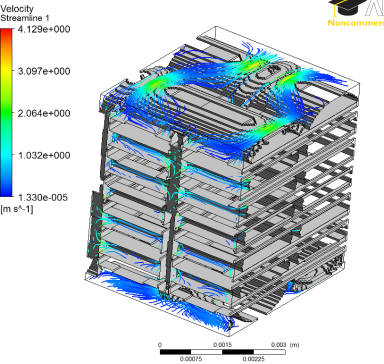 Velocity
Streamline 1
4.129e+000
3.097e+000
2.064e+000
1.032e+000
1.330e-005
[m s^-1]
Noncommer
0 0.0015 0.003 (m)
0.00075 0.00225